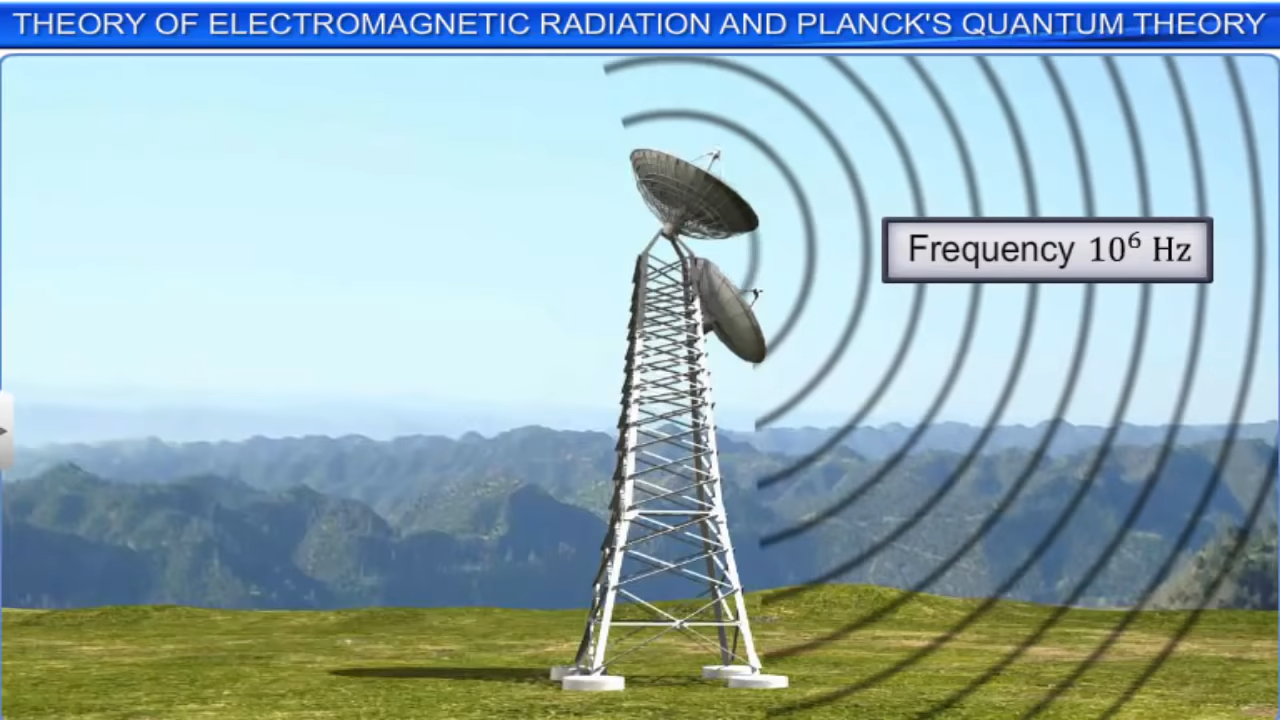 THEORY OF ELECTROMAGNETIC RADIATION AND PLANCK'S QUANTUM THEORY
Frequency 10⁶ Hz